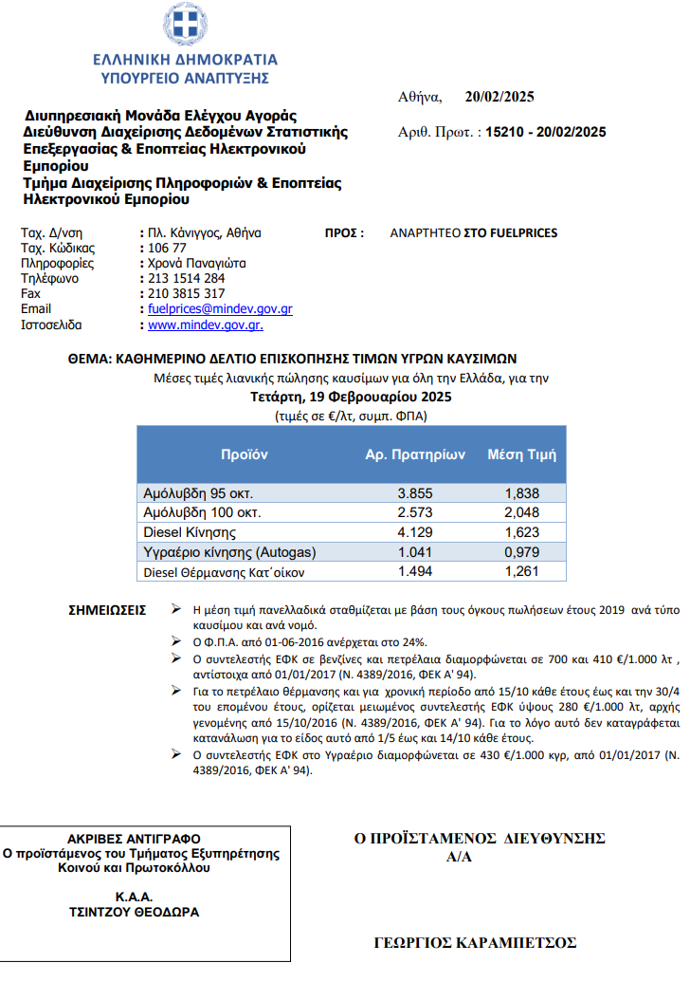 ΕΛΛΗΝΙΚΗ ΔΗΜΟΚΡΑΤΙΑ
ΥΠΟΥΡΓΕΙΟ ΑΝΑΠΤΥΞΗΣ
Αθήνα, 20/02/2025
Διυπηρεσιακή Μονάδα Ελέγχου Αγοράς
Διεύθυνση Διαχείρισης Δεδομένων Στατιστικής
Επεξεργασίας & Εποπτείας Ηλεκτρονικού
Εμπορίου
Τμήμα Διαχείρισης Πληροφοριών & Εποπτείας
Ηλεκτρονικού Εμπορίου
Αριθ. Πρωτ. : 15210 - 20/02/2025
Ταχ. Δ/νση : Πλ. Κάνιγγος, Αθήνα
Ταχ. Κώδικας : 106 77
Πληροφορίες : Χρονά Παναγιώτα
Τηλέφωνο : 213 1514 284
Fax : 210 3815 317
Email : fuelprices@mindev.gov.gr
Ιστοσελιδα : www.mindev.gov.gr.
ΠΡΟΣ : ΑΝΑΡΤΗΤΕΟ ΣΤΟ FUELPRICES
ΘΕΜΑ: ΚΑΘΗΜΕΡΙΝΟ ΔΕΛΤΙΟ ΕΠΙΣΚΟΠΗΣΗΣ ΤΙΜΩΝ ΥΓΡΩΝ ΚΑΥΣΙΜΩΝ
Μέσες τιμές λιανικής πώλησης καυσίμων για όλη την Ελλάδα, για την
Τετάρτη, 19 Φεβρουαρίου 2025
(τιμές σε €/λτ, συμπ. ΦΠΑ)
Προϊόν Αρ. Πρατηρίων Μέση Τιμή
Αμόλυβδη 95 οκτ. 3.855 1,838
Αμόλυβδη 100 οκτ. 2.573 2,048
Diesel Κίνησης 4.129 1,623
Υγραέριο κίνησης (Autogas) 1.041 0,979
Diesel Θέρμανσης Κατ΄οίκον 1.494 1,261
ΣΗΜΕΙΩΣΕΙΣ
➢ Η μέση τιμή πανελλαδικά σταθμίζεται με βάση τους όγκους πωλήσεων έτους 2019 ανά τύπο
καυσίμου και ανά νομό.
➢ Ο Φ.Π.Α. από 01-06-2016 ανέρχεται στο 24%.
➢ Ο συντελεστής ΕΦΚ σε βενζίνες και πετρέλαια διαμορφώνεται σε 700 και 410 €/1.000 λτ ,
αντίστοιχα από 01/01/2017 (Ν. 4389/2016, ΦΕΚ Α' 94).
➢ Για το πετρέλαιο θέρμανσης και για χρονική περίοδο από 15/10 κάθε έτους έως και την 30/4
του επομένου έτους, ορίζεται μειωμένος συντελεστής ΕΦΚ ύψους 280 €/1.000 λτ, αρχής
γενομένης από 15/10/2016 (Ν. 4389/2016, ΦΕΚ Α' 94). Για το λόγο αυτό δεν καταγράφεται
κατανάλωση για το είδος αυτό από 1/5 έως και 14/10 κάθε έτους.
➢ Ο συντελεστής ΕΦΚ στο Υγραέριο διαμορφώνεται σε 430 €/1.000 κγρ, από 01/01/2017 (Ν.
4389/2016, ΦΕΚ Α' 94).
ΑΚΡΙΒΕΣ ΑΝΤΙΓΡΑΦΟ
Ο προϊστάμενος του Τμήματος Εξυπηρέτησης
Κοινού και Πρωτοκόλλου
Κ.Α.Α.
ΤΣΙΝΤΖΟΥ ΘΕΟΔΩΡΑ
Ο ΠΡΟΪΣΤΑΜΕΝΟΣ ΔΙΕΥΘΥΝΣΗΣ
Α/Α
ΓΕΩΡΓΙΟΣ ΚΑΡΑΜΠΕΤΣΟΣ